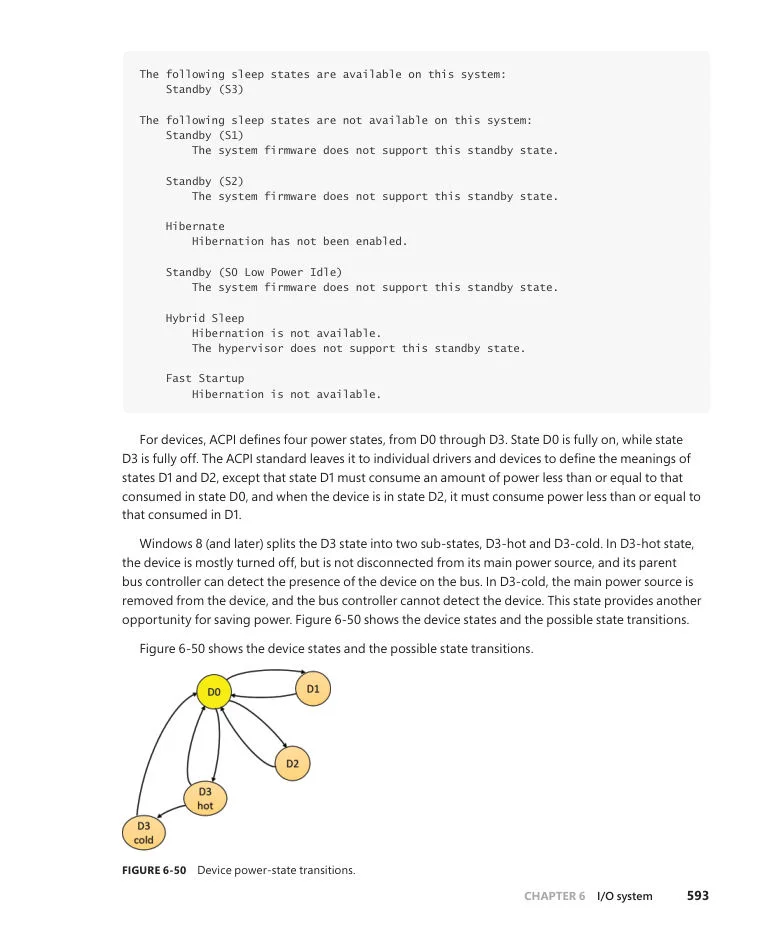 The following sleep states are available on this system:
Standby (S3)
The following sleep states are not available on this system:
Standby (S1)
The system firmware does not support this standby state.
Standby (S2)
The system firmware does not support this standby state.
Hibernate
Hibernation has not been enabled.
Standby (S0 Low Power Idle)
The system firmware does not support this standby state.
Hybrid Sleep
Hibernation is not available.
The hypervisor does not support this standby state.
Fast Startup
Hibernation is not available.
For devices, ACPI defines four power states, from D0 through D3. State D0 is fully on, while state
D3 is fully off. The ACPI standard leaves it to individual drivers and devices to define the meanings of
states D1 and D2, except that state D1 must consume an amount of power less than or equal to that
consumed in state D0, and when the device is in state D2, it must consume power less than or equal to
that consumed in D1.
Windows 8 (and later) splits the D3 state into two sub-states, D3-hot and D3-cold. In D3-hot state,
the device is mostly turned off, but is not disconnected from its main power source, and its parent
bus controller can detect the presence of the device on the bus. In D3-cold, the main power source is
removed from the device, and the bus controller cannot detect the device. This state provides another
opportunity for saving power. Figure 6-50 shows the device states and the possible state transitions.
Figure 6-50 shows the device states and the possible state transitions.
D0
D1
D2
D3
hot
D3
cold
FIGURE 6-50 Device power-state transitions.
CHAPTER 6 I/O system 593